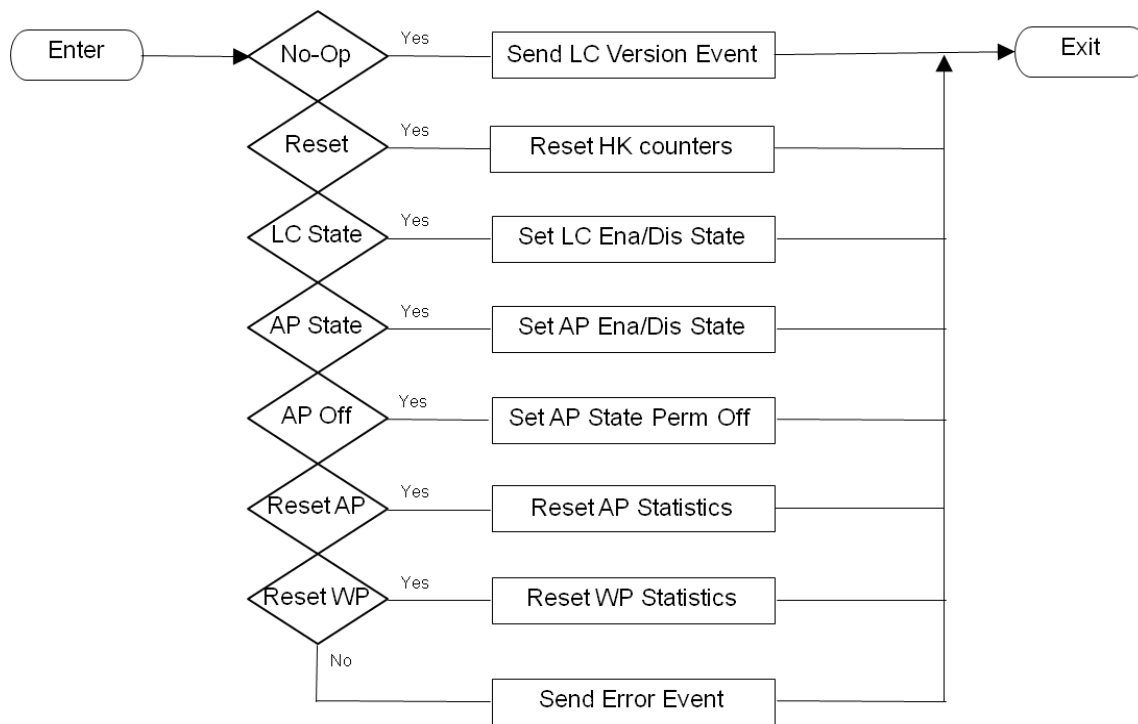 Enter
No-Op
Yes
Send LC Version Event
Exit
Reset
Yes
Reset HK counters
LC State
Yes
Set LC Ena/Dis State
AP State
Yes
Set AP Ena/Dis State
AP Off
Yes
Set AP State Perm Off
Reset AP
Yes
Reset AP Statistics
Reset WP
Yes
Reset WP Statistics
No
Send Error Event